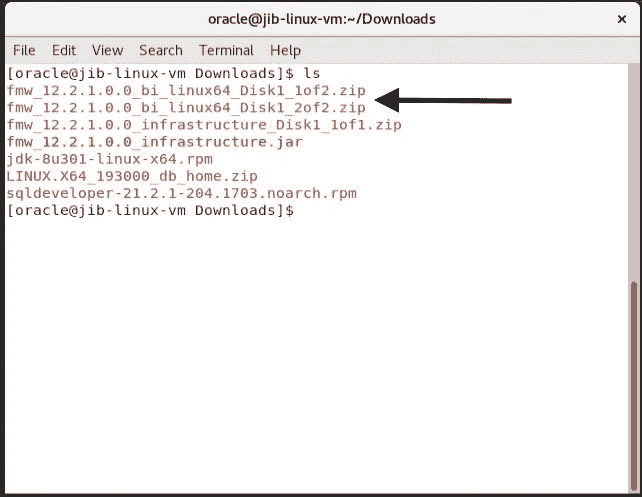 oracle@jib-linux-vm:~/Downloads
File Edit View Search Terminal Help
[oracle@jib-linux-vm Downloads]$ ls
fmw_12.2.1.0.0_bi_linux64_Disk1_1of2.zip
fmw_12.2.1.0.0_bi_linux64_Disk1_2of2.zip
fmw_12.2.1.0.0_infrastructure_Disk1_1of1.zip
fmw_12.2.1.0.0_infrastructure.jar
jdk-8u301-linux-x64.rpm
LINUX.X64_193000_db_home.zip
sqldeveloper-21.2.1-204.1703.noarch.rpm
[oracle@jib-linux-vm Downloads]$